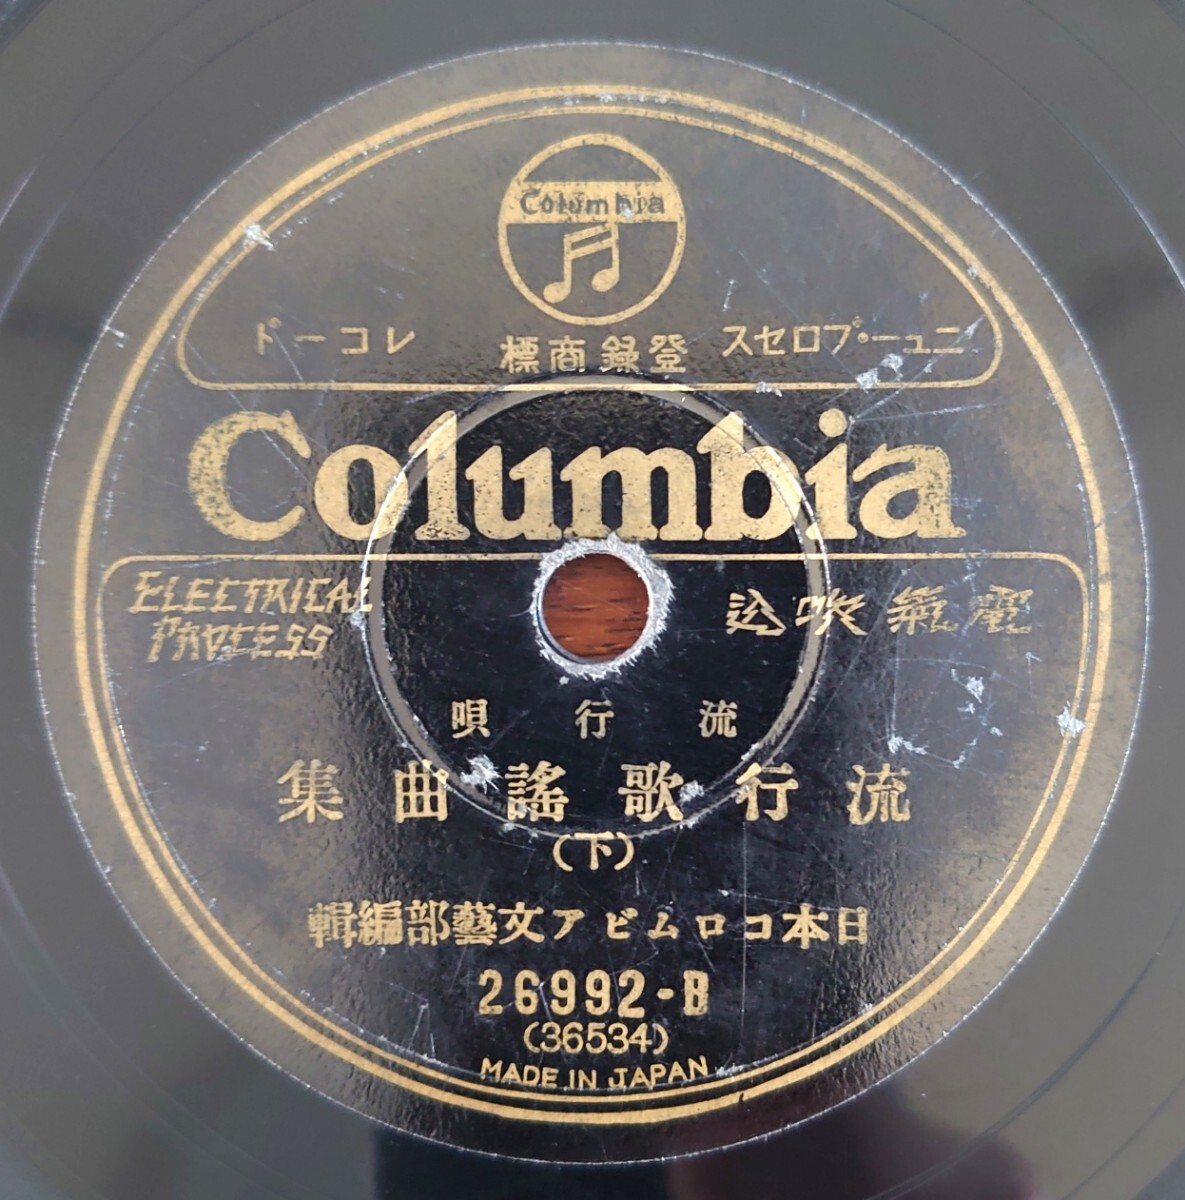 Columbia
ニュー・プロセス 登録商標 レコード
Columbia
ELECTRICAL
PROCESS
電氣吹込
流行唄
流行歌謠曲集
(下)
日本コロムビア文藝部編輯
26992-B
(36534)
MADE IN JAPAN